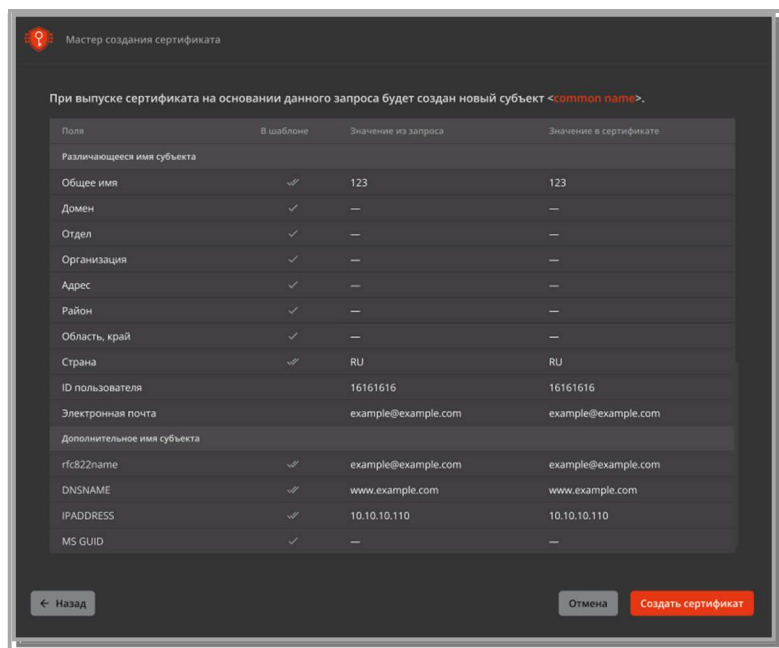 Мастер создания сертификата
При выпуске сертификата на основании данного запроса будет создан новый субъект <common name>.
Поля В шаблоне Значение из запроса Значение в сертификате
Различающееся имя субъекта
Общее имя 123 123
Домен — —
Отдел — —
Организация — —
Адрес — —
Район — —
Область, край — —
Страна RU RU
ID пользователя 16161616 16161616
Электронная почта example@example.com example@example.com
Дополнительное имя субъекта
rfc822name example@example.com example@example.com
DNSNAME www.example.com www.example.com
IPADDRESS 10.10.10.110 10.10.10.110
MS GUID — —
← Назад Отмена Создать сертификат